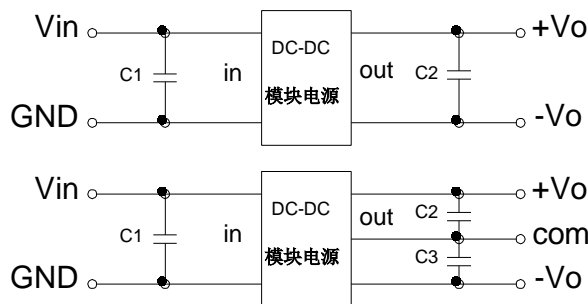 Vin
DC-DC
+Vo
C1
in
out
C2
模块电源
GND
-Vo
Vin
DC-DC
+Vo
out
C2
C1
in
com
模块电源
C3
GND
-Vo